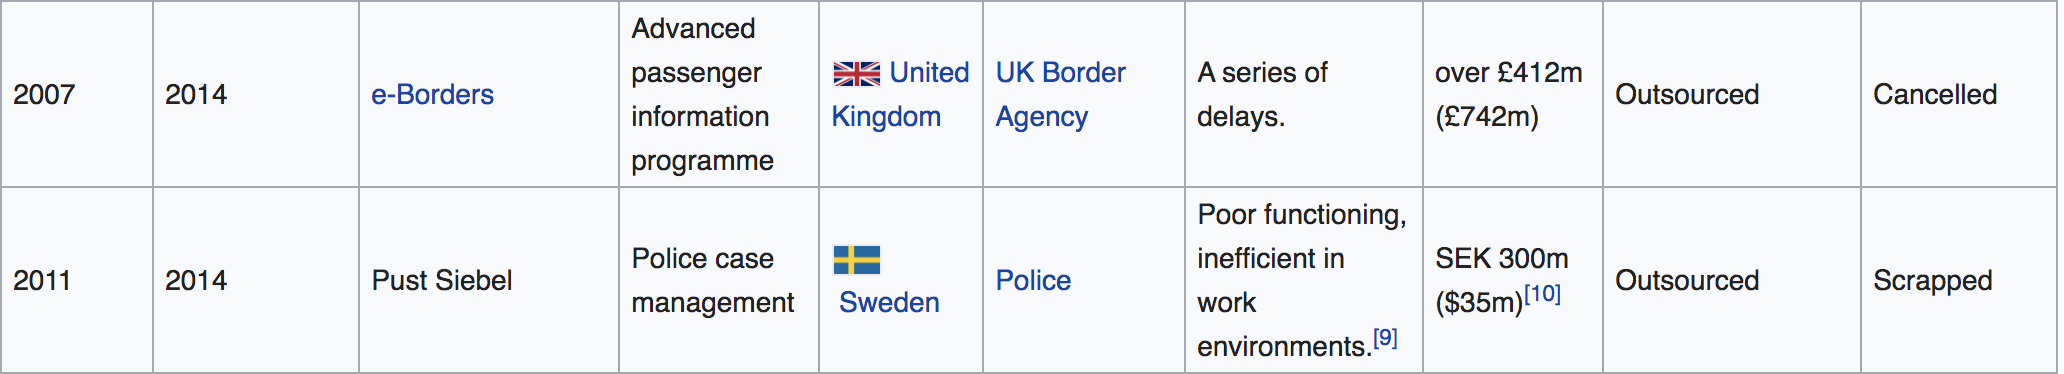 2007
2014
e-Borders
Advanced
passenger
information
programme
United
Kingdom
UK Border
Agency
A series of
delays.
over £412m
(£742m)
Outsourced
Cancelled
2011
2014
Pust Siebel
Police case
management
Sweden
Police
Poor functioning,
inefficient in
work
environments.[9]
SEK 300m
($35m)[10]
Outsourced
Scrapped